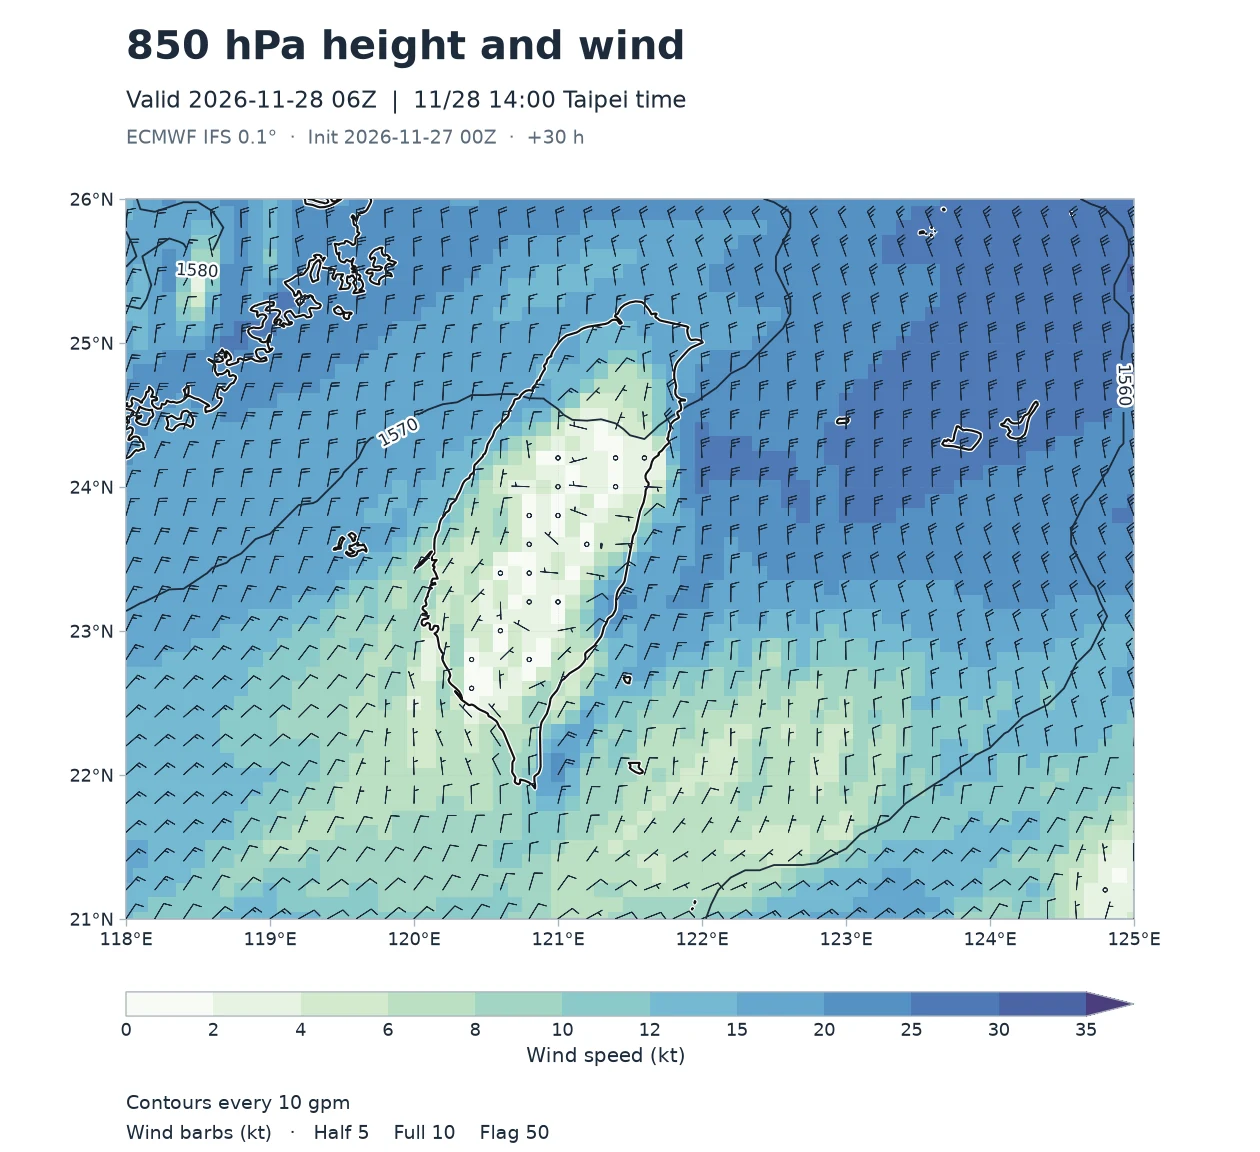 850 hPa height and wind
Valid 2026-11-28 06Z | 11/28 14:00 Taipei time
ECMWF IFS 0.1° · Init 2026-11-27 00Z · +30 h
26°N
25°N
24°N
23°N
22°N
21°N
1580
1570
1560
118°E 119°E 120°E 121°E 122°E 123°E 124°E 125°E
0 2 4 6 8 10 12 15 20 25 30 35
Wind speed (kt)
Contours every 10 gpm
Wind barbs (kt) · Half 5 Full 10 Flag 50